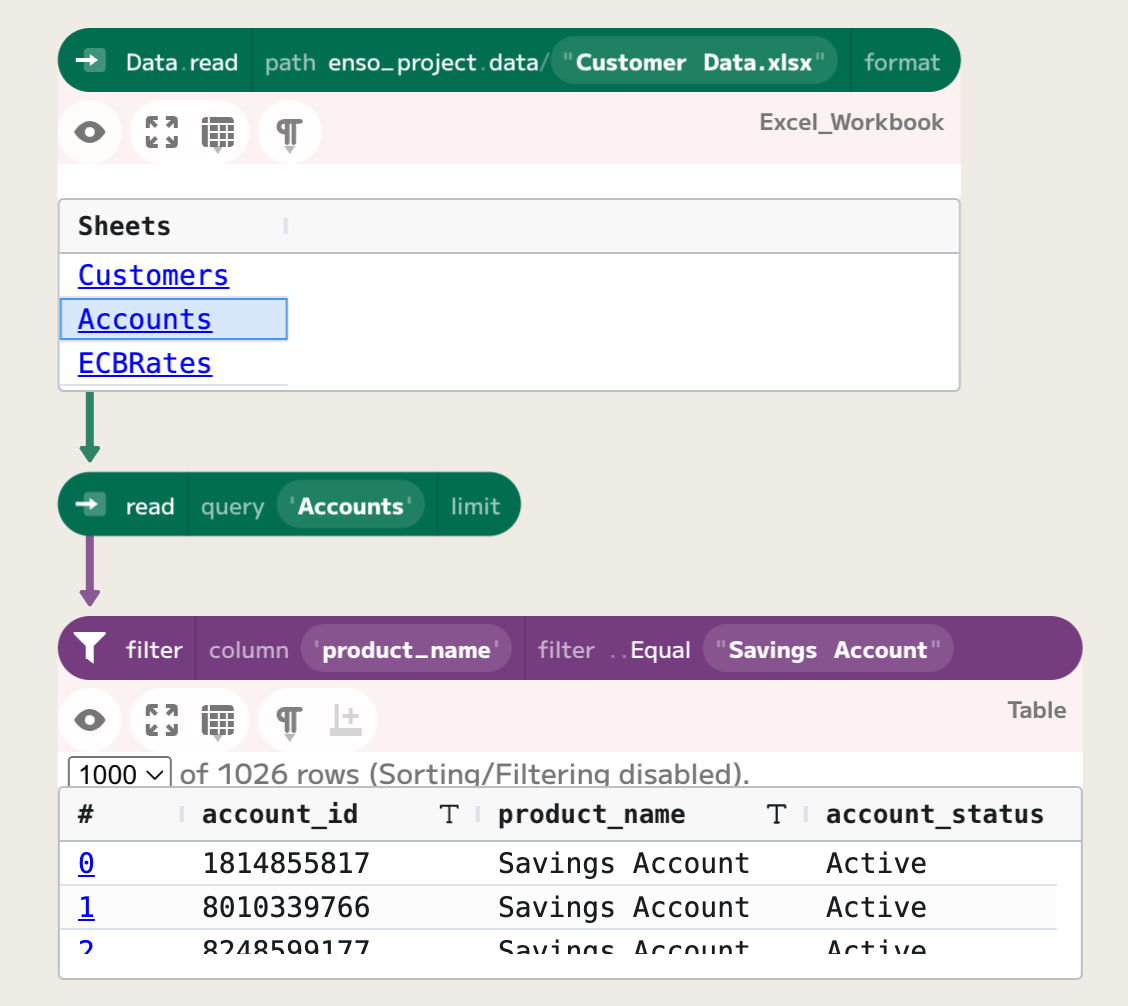 Data.read path enso_project.data/ "Customer Data.xlsx" format
Excel_Workbook
Sheets
Customers
Accounts
ECBRates
read query 'Accounts' limit
filter column 'product_name' filter ..Equal "Savings Account"
Table
1000 of 1026 rows (Sorting/Filtering disabled).
# account_id T product_name T account_status
0 1814855817 Savings Account Active
1 8010339766 Savings Account Active
2 8248599177 Savings Account Active